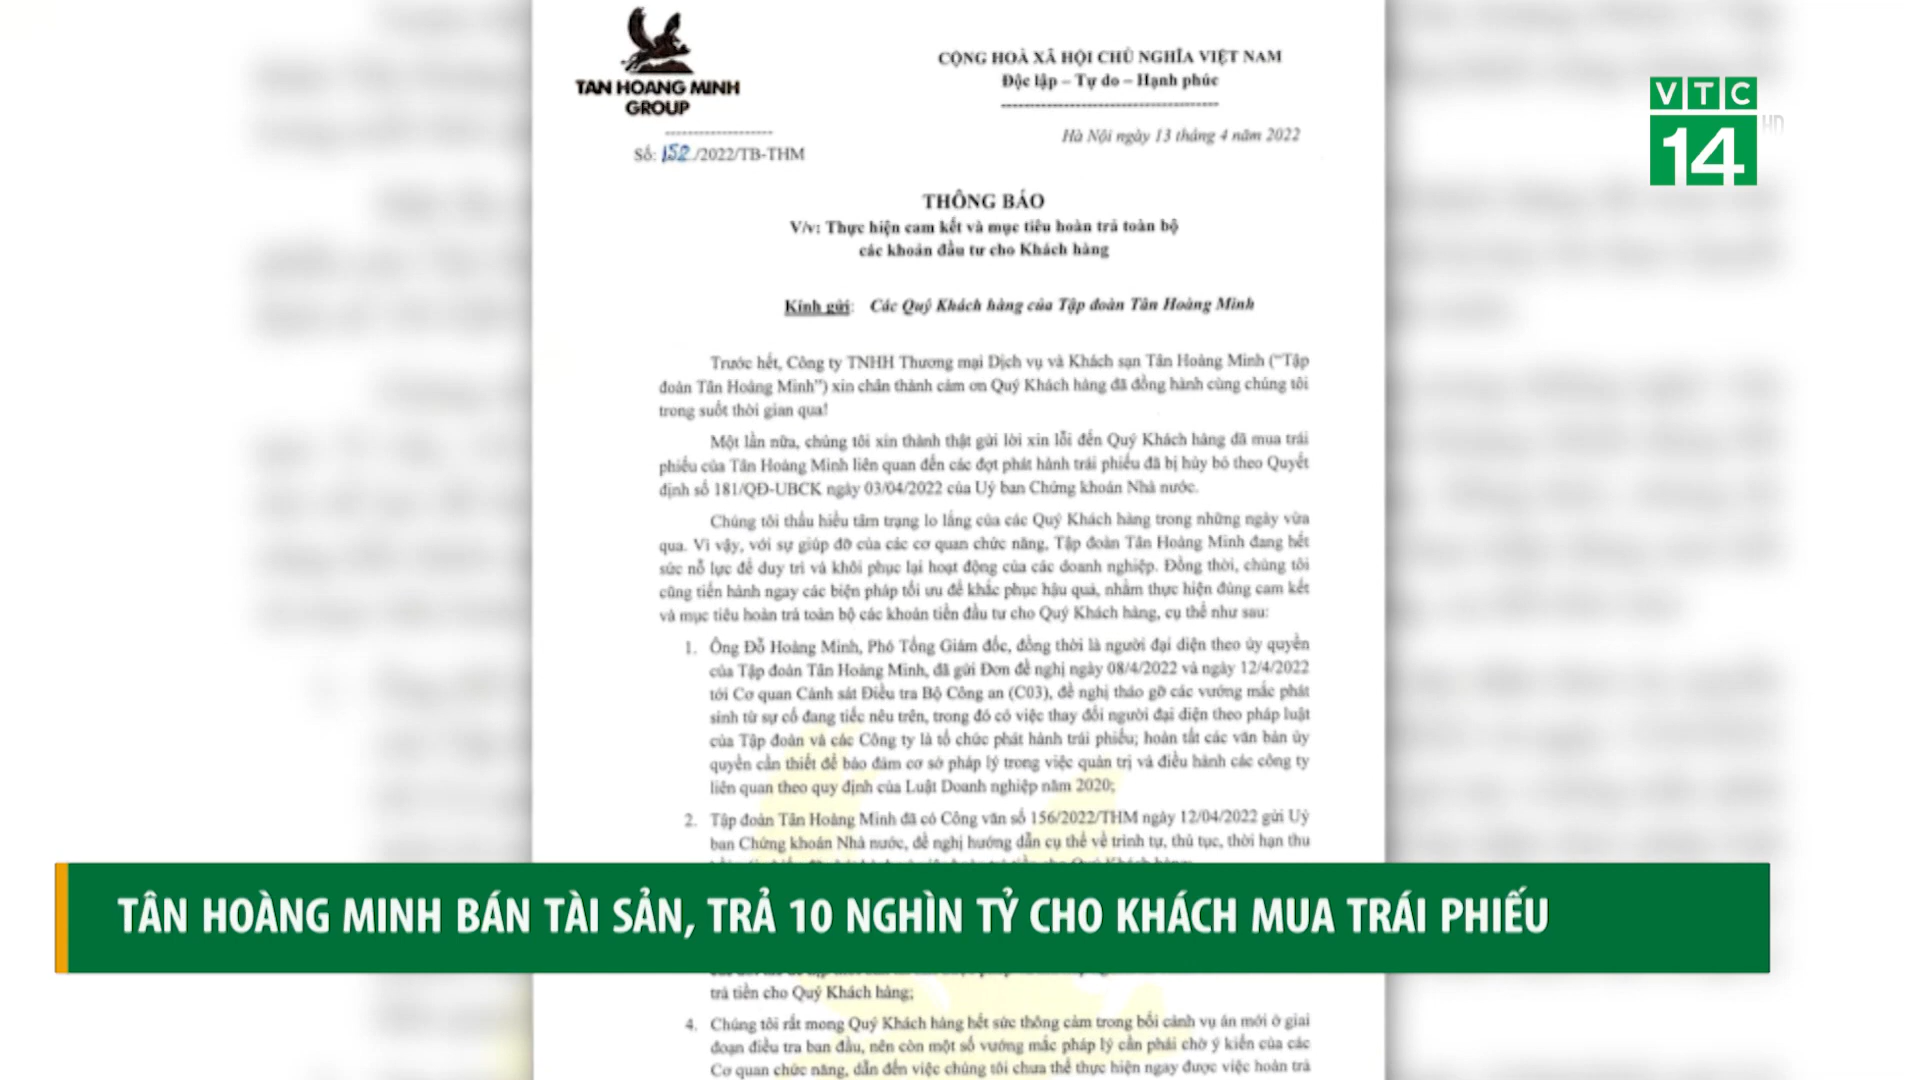 TAN HOANG MINH
GROUP
CỘNG HOÀ XÃ HỘI CHỦ NGHĨA VIỆT NAM
Độc lập – Tự do – Hạnh phúc
Hà Nội ngày 13 tháng 4 năm 2022
Số: 152/2022/TB-THM
VTC
14
HD
THÔNG BÁO
V/v: Thực hiện cam kết và mục tiêu hoàn trả toàn bộ
các khoản đầu tư cho Khách hàng
Kính gửi: Các Quý Khách hàng của Tập đoàn Tân Hoàng Minh
Trước hết, Công ty TNHH Thương mại Dịch vụ và Khách sạn Tân Hoàng Minh (“Tập
đoàn Tân Hoàng Minh”) xin chân thành cảm ơn Quý Khách hàng đã đồng hành cùng chúng tôi
trong suốt thời gian qua!
Một lần nữa, chúng tôi xin thành thật gửi lời xin lỗi đến Quý Khách hàng đã mua trái
phiếu của Tân Hoàng Minh liên quan đến các đợt phát hành trái phiếu đã bị hủy bỏ theo Quyết
định số 181/QĐ-UBCK ngày 03/04/2022 của Uỷ ban Chứng khoán Nhà nước.
Chúng tôi thấu hiểu tâm trạng lo lắng của các Quý Khách hàng trong những ngày vừa
qua. Vì vậy, với sự giúp đỡ của các cơ quan chức năng, Tập đoàn Tân Hoàng Minh đang hết
sức nỗ lực để duy trì và khôi phục lại hoạt động của các doanh nghiệp. Đồng thời, chúng tôi
cũng tiến hành ngay các biện pháp tối ưu để khắc phục hậu quả, nhằm thực hiện đúng cam kết
và mục tiêu hoàn trả toàn bộ các khoản tiền đầu tư cho Quý Khách hàng, cụ thể như sau:
1. Ông Đỗ Hoàng Minh, Phó Tổng Giám đốc, đồng thời là người đại diện theo ủy quyền
của Tập đoàn Tân Hoàng Minh, đã gửi Đơn đề nghị ngày 08/4/2022 và ngày 12/4/2022
tới Cơ quan Cảnh sát Điều tra Bộ Công an (C03), đề nghị tháo gỡ các vướng mắc phát
sinh từ sự cố đáng tiếc nêu trên, trong đó có việc thay đổi người đại diện theo pháp luật
của Tập đoàn và các Công ty là tổ chức phát hành trái phiếu; hoàn tất các văn bản ủy
quyền cần thiết để bảo đảm cơ sở pháp lý trong việc quản trị và điều hành các công ty
liên quan theo quy định của Luật Doanh nghiệp năm 2020;
2. Tập đoàn Tân Hoàng Minh đã có Công văn số 156/2022/THM ngày 12/04/2022 gửi Uỷ
ban Chứng khoán Nhà nước, đề nghị hướng dẫn cụ thể về trình tự, thủ tục, thời hạn thu
TÂN HOÀNG MINH BÁN TÀI SẢN, TRẢ 10 NGHÌN TỶ CHO KHÁCH MUA TRÁI PHIẾU
trả tiền cho Quý Khách hàng;
4. Chúng tôi rất mong Quý Khách hàng hết sức thông cảm trong bối cảnh vụ án mới ở giai
đoạn điều tra ban đầu, nên còn một số vướng mắc pháp lý cần phải chờ ý kiến của các
Cơ quan chức năng, dẫn đến việc chúng tôi chưa thể thực hiện ngay được việc hoàn trả